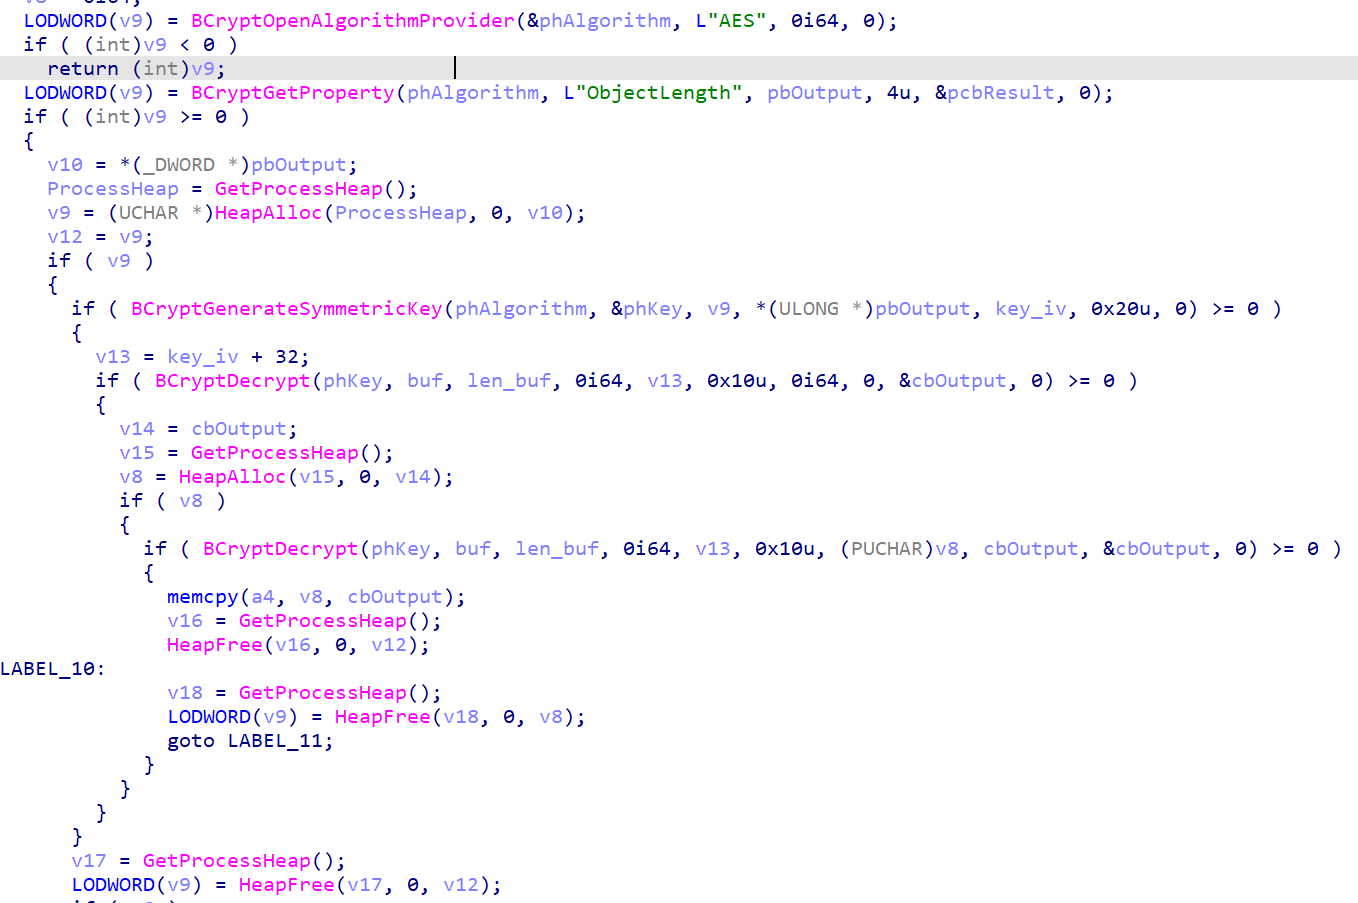 LODWORD(v9) = BCryptOpenAlgorithmProvider(&phAlgorithm, L"AES", 0i64, 0);
if ( (int)v9 < 0 )
return (int)v9;
LODWORD(v9) = BCryptGetProperty(phAlgorithm, L"ObjectLength", pbOutput, 4u, &pcbResult, 0);
if ( (int)v9 >= 0 )
{
v10 = *(_DWORD *)pbOutput;
ProcessHeap = GetProcessHeap();
v9 = (UCHAR *)HeapAlloc(ProcessHeap, 0, v10);
v12 = v9;
if ( v9 )
{
if ( BCryptGenerateSymmetricKey(phAlgorithm, &phKey, v9, *(ULONG *)pbOutput, key_iv, 0x20u, 0) >= 0 )
{
v13 = key_iv + 32;
if ( BCryptDecrypt(phKey, buf, len_buf, 0i64, v13, 0x10u, 0i64, 0, &cbOutput, 0) >= 0 )
{
v14 = cbOutput;
v15 = GetProcessHeap();
v8 = HeapAlloc(v15, 0, v14);
if ( v8 )
{
if ( BCryptDecrypt(phKey, buf, len_buf, 0i64, v13, 0x10u, (PUCHAR)v8, cbOutput, &cbOutput, 0) >= 0 )
{
memcpy(a4, v8, cbOutput);
v16 = GetProcessHeap();
HeapFree(v16, 0, v12);
LABEL_10:
v18 = GetProcessHeap();
LODWORD(v9) = HeapFree(v18, 0, v8);
goto LABEL_11;
}
}
}
}
v17 = GetProcessHeap();
LODWORD(v9) = HeapFree(v17, 0, v12);